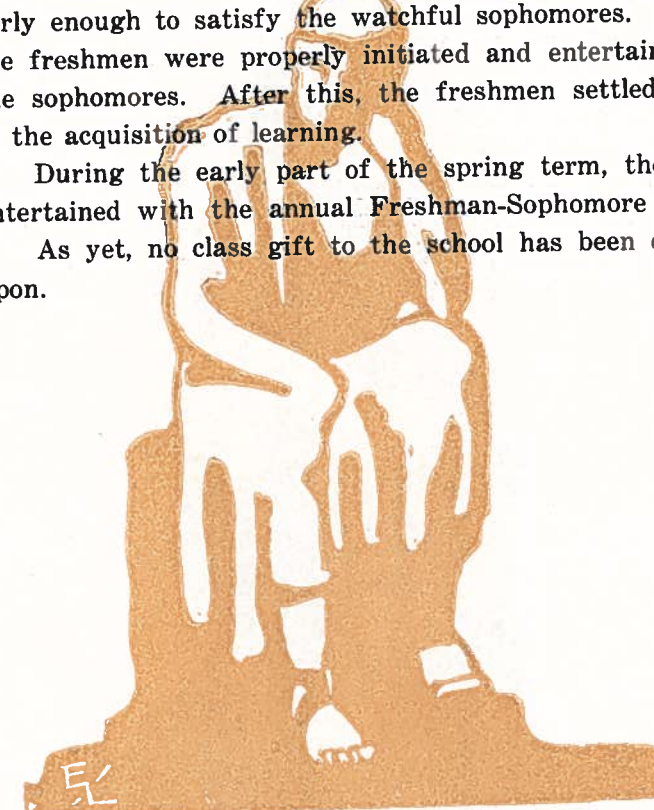 rly enough to satisfy the watchful sophomores.
e freshmen were properly initiated and entertain
e sophomores. After this, the freshmen settled
the acquisition of learning.
During the early part of the spring term, the
ntertained with the annual Freshman-Sophomore
As yet, no class gift to the school has been
pon.